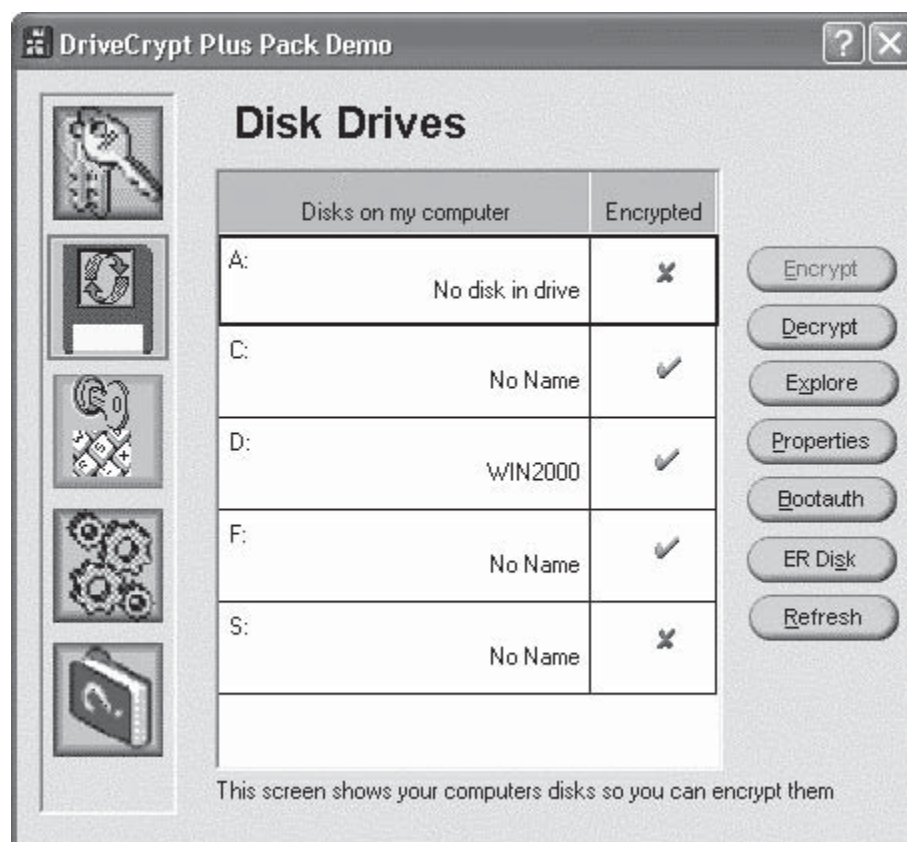 DriveCrypt Plus Pack Demo
Disk Drives
Disks on my computer Encrypted
A:
No disk in drive
C:
No Name
D:
WIN2000
F:
No Name
S:
No Name
Encrypt
Decrypt
Explore
Properties
Bootauth
ER Disk
Refresh
This screen shows your computers disks so you can encrypt them